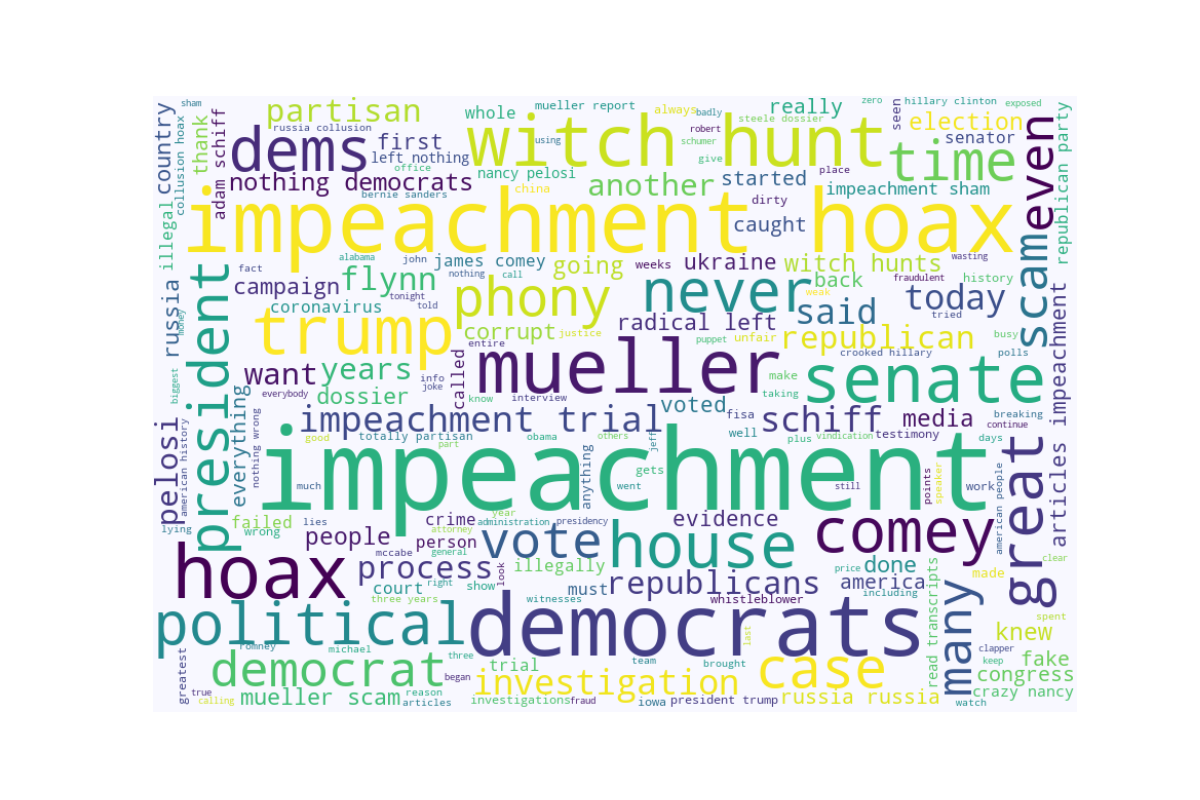 sham
partisan
whole
mueller report
always
badly
really
zero
hillary clinton
exposed
country
collusion hoax
thank
adam schiff
russia collusion
dems
first
witch hunt
using
robert
steele dossier
schumer
seen
election
senator
time
even
republican party
left nothing
office
nothing democrats
bernie sanders
nancy pelosi
china
another
give
started
place
impeachment sham
dirty
caught
impeachment hoax
illegal
russia
money
biggest
president
alabama
fact
john
james comey
nothing
call
going
weeks
ukraine
witch hunts
back
fraudulent
history
wasting
scam
campaign
flynn
coronavirus
tonight
told
phony
never
weak
said
today
tried
trump
corrupt
justice
radical left
puppet
unfair
republican
busy
polls
entire
mueller
crooked hillary
want
years
info
joke
called
know
interview
make
taking
senate
everybody
dossier
voted
fisa
schiff
media
breaking
continue
impeachment trial
good
totally partisan
obama
others
jeff
well
plus
vindication
testimony
days
part
pelosi
american history
everything
nothing wrong
impeachment
gets
went
anything
much
still
points
speaker
work
american people
great
articles impeachment
lying
failed
wrong
lies
people
crime
person
year
administration
attorney
general
presidency
evidence
vote
house
comey
clear
hoax
mccabe
process
right
look
show
illegally
court
must
republicans
price
done
america
including
made
three years
witnesses
whistleblower
many
read transcripts
spent
political
democrats
knew
romney
michael
three
team
brought
last
clapper
keep
fake
democrat
began
trial
case
congress
greatest
true
calling
mueller scam
reason
articles
investigation
investigations
fraud
iowa
president trump
russia russia
watch
crazy nancy